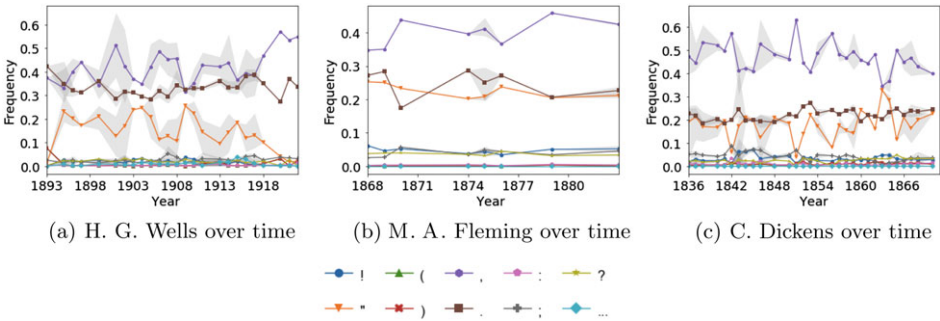 0.6
0.5
0.4
0.3
0.2
0.1
0.0
Frequency
1893 1898 1903 1908 1913 1918
Year
(a) H. G. Wells over time
0.4
0.3
0.2
0.1
0.0
Frequency
1868 1871 1874 1877 1880
Year
(b) M. A. Fleming over time
0.6
0.5
0.4
0.3
0.2
0.1
0.0
Frequency
1836 1842 1848 1854 1860 1866
Year
(c) C. Dickens over time
! ( , : ?
" ) . ; ...